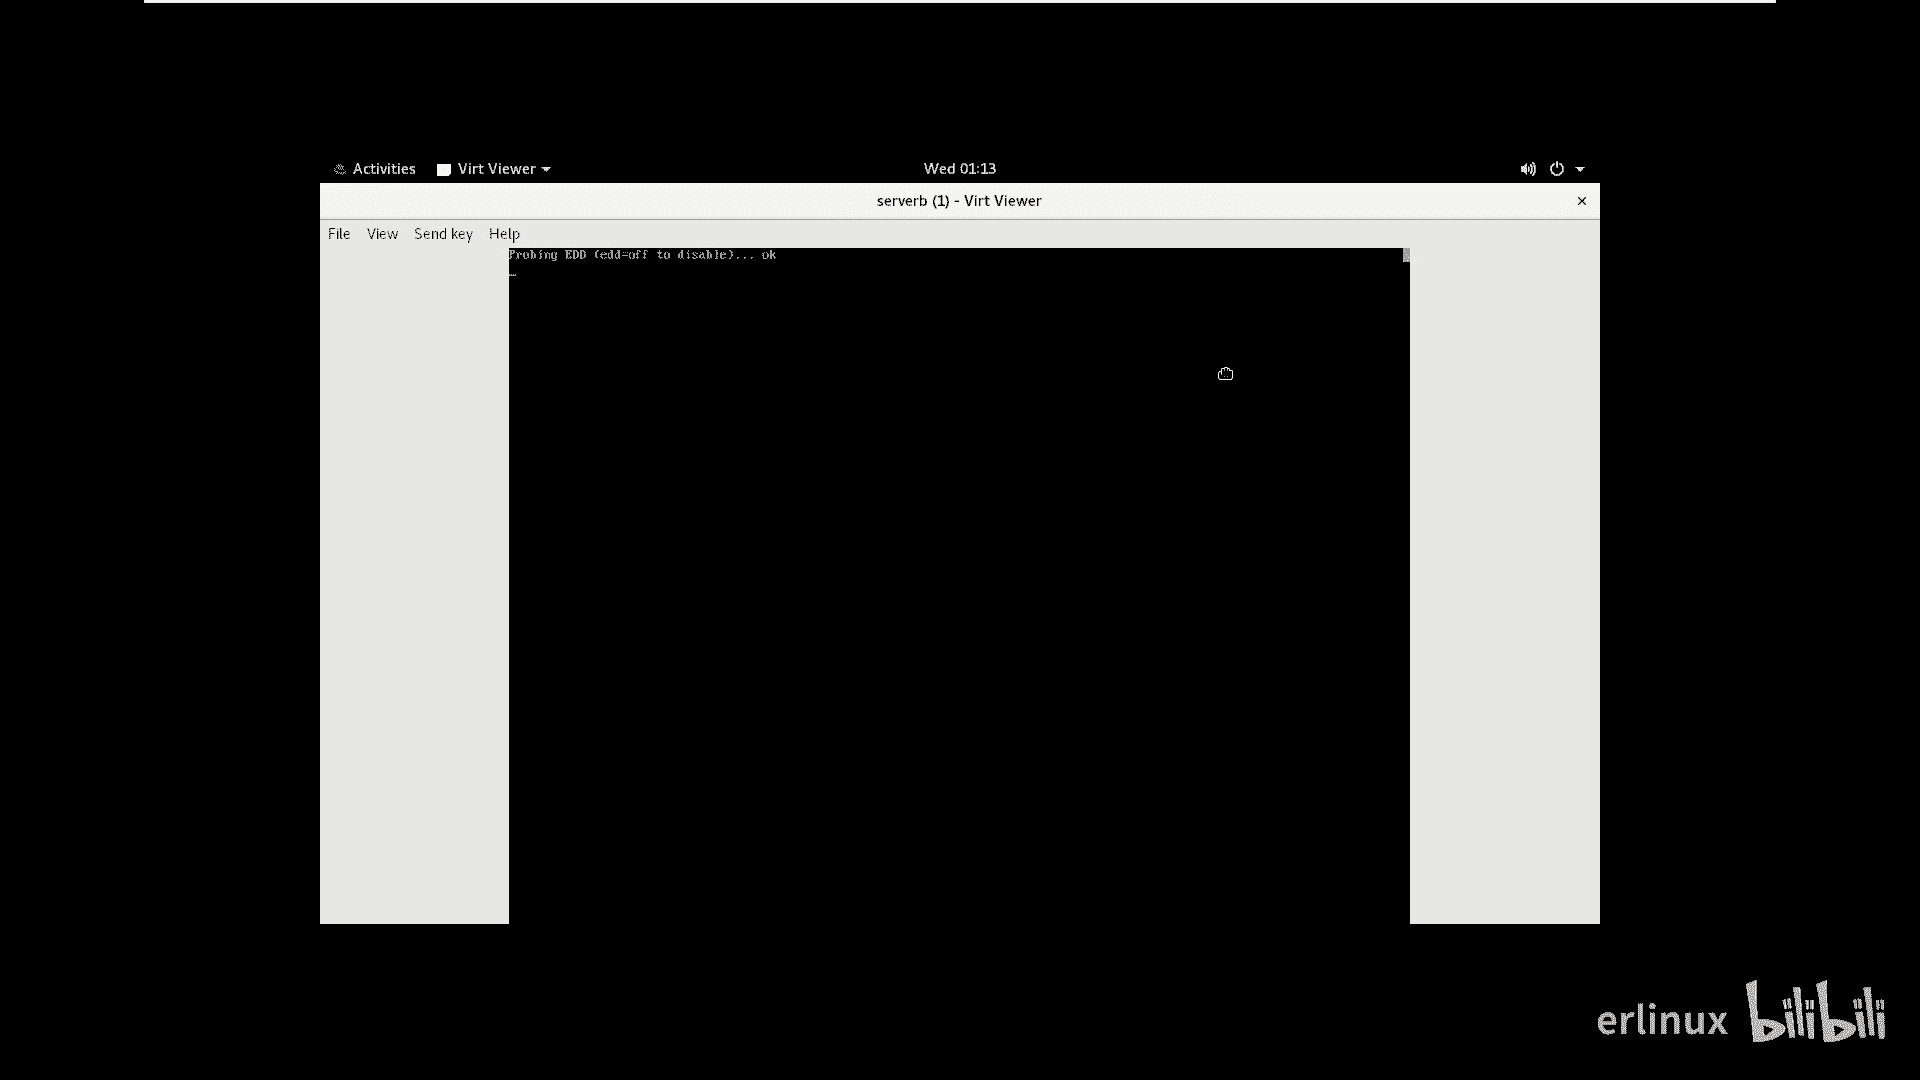 Activities Virt Viewer Wed 01:13
serverb (1) - Virt Viewer
File View Send key Help
Probing EDD (edd=off to disable)... ok
_
erlinux bilibili